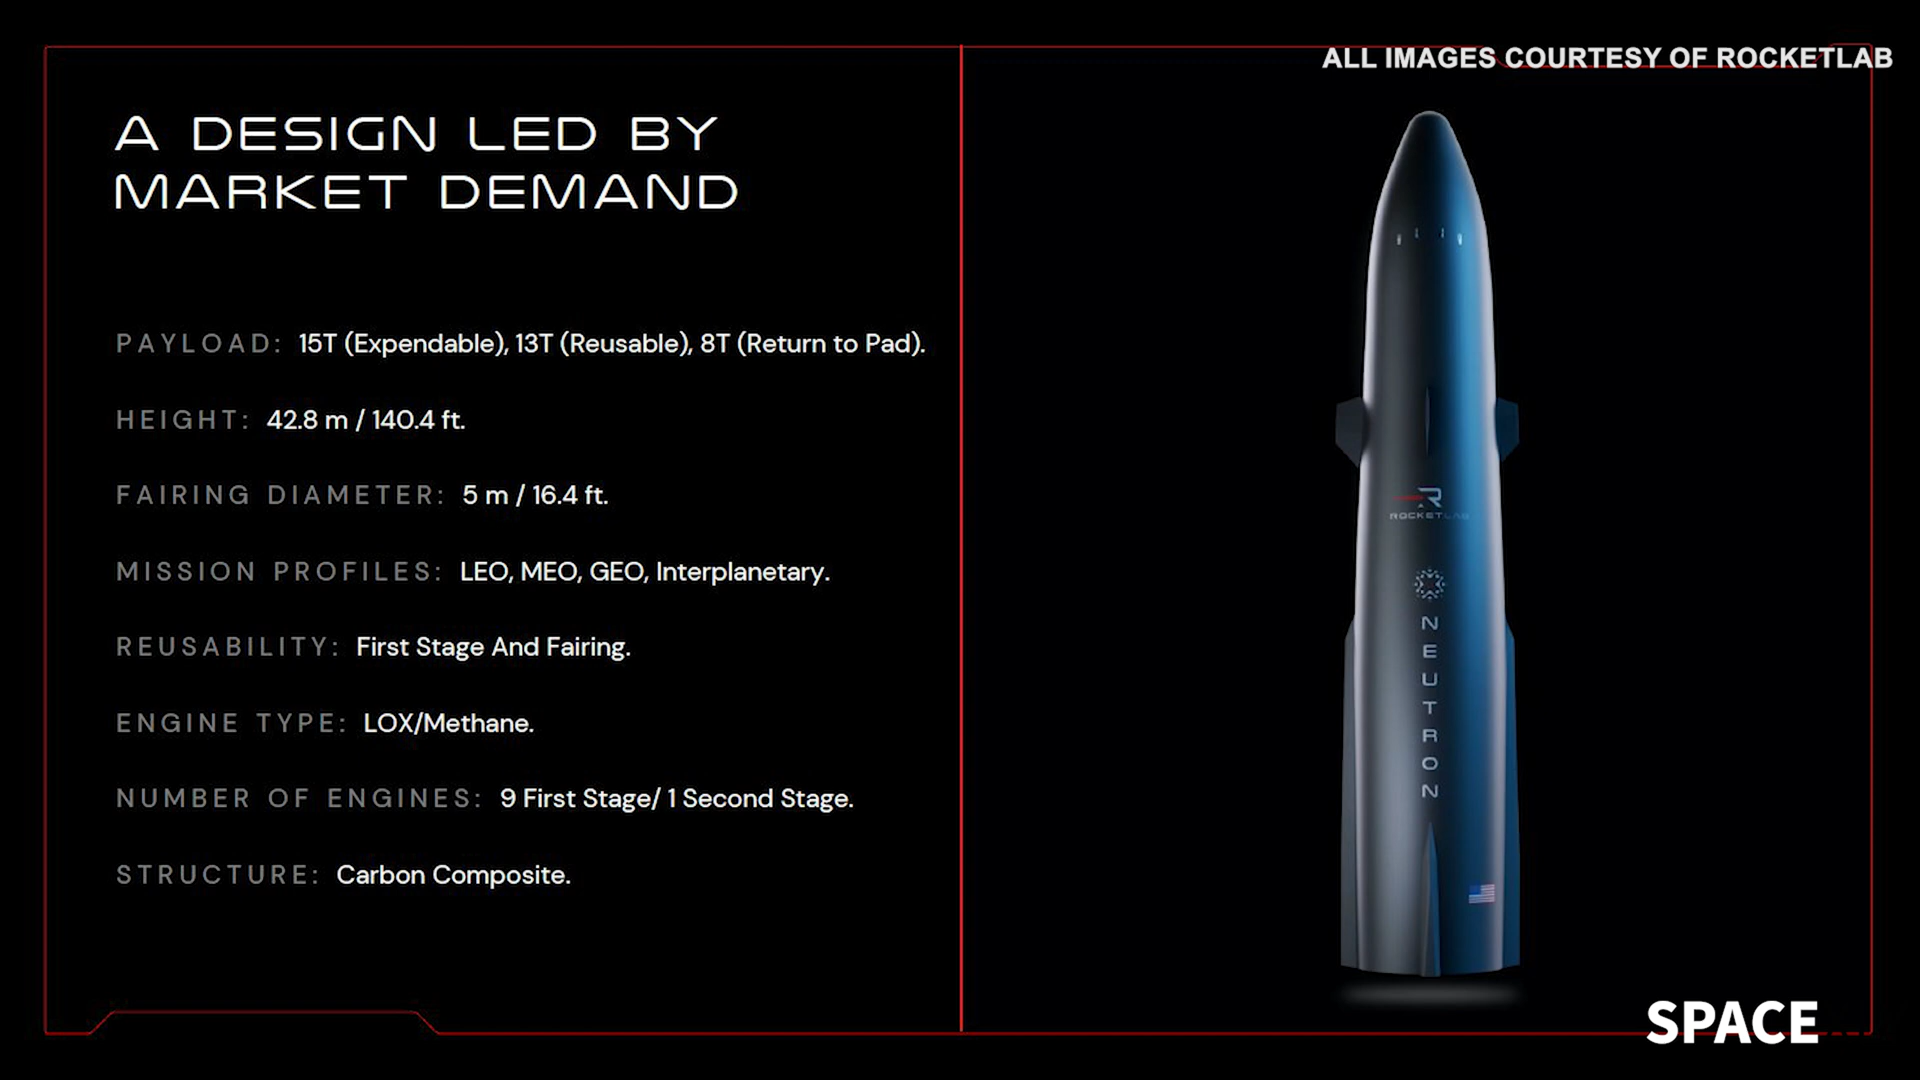 ALL IMAGES COURTESY OF ROCKETLAB
A DESIGN LED BY
MARKET DEMAND
PAYLOAD: 15T (Expendable), 13T (Reusable), 8T (Return to Pad).
HEIGHT: 42.8 m / 140.4 ft.
FAIRING DIAMETER: 5 m / 16.4 ft.
MISSION PROFILES: LEO, MEO, GEO, Interplanetary.
REUSABILITY: First Stage And Fairing.
ENGINE TYPE: LOX/Methane.
NUMBER OF ENGINES: 9 First Stage/ 1 Second Stage.
STRUCTURE: Carbon Composite.
R
ROCKETLAB
NEUTRON
SPACE